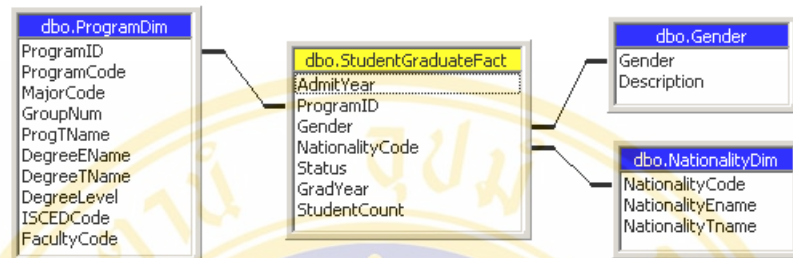 dbo.ProgramDim
ProgramID
ProgramCode
MajorCode
GroupNum
ProgTName
DegreeEName
DegreeTName
DegreeLevel
ISCEDCode
FacultyCode
dbo.StudentGraduateFact
AdmitYear
ProgramID
Gender
NationalityCode
Status
GradYear
StudentCount
dbo.Gender
Gender
Description
dbo.NationalityDim
NationalityCode
NationalityEname
NationalityTname